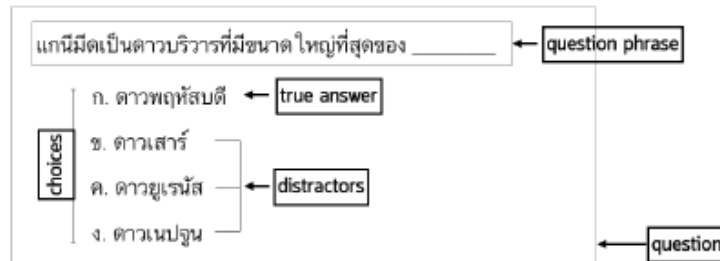 แกนีมีดเป็นดาวบริวารที่มีขนาดใหญ่ที่สุดของ ________ question phrase
ก. ดาวพฤหัสบดี true answer
ข. ดาวเสาร์
choices
ค. ดาวยูเรนัส distractors
ง. ดาวเนปจูน
question